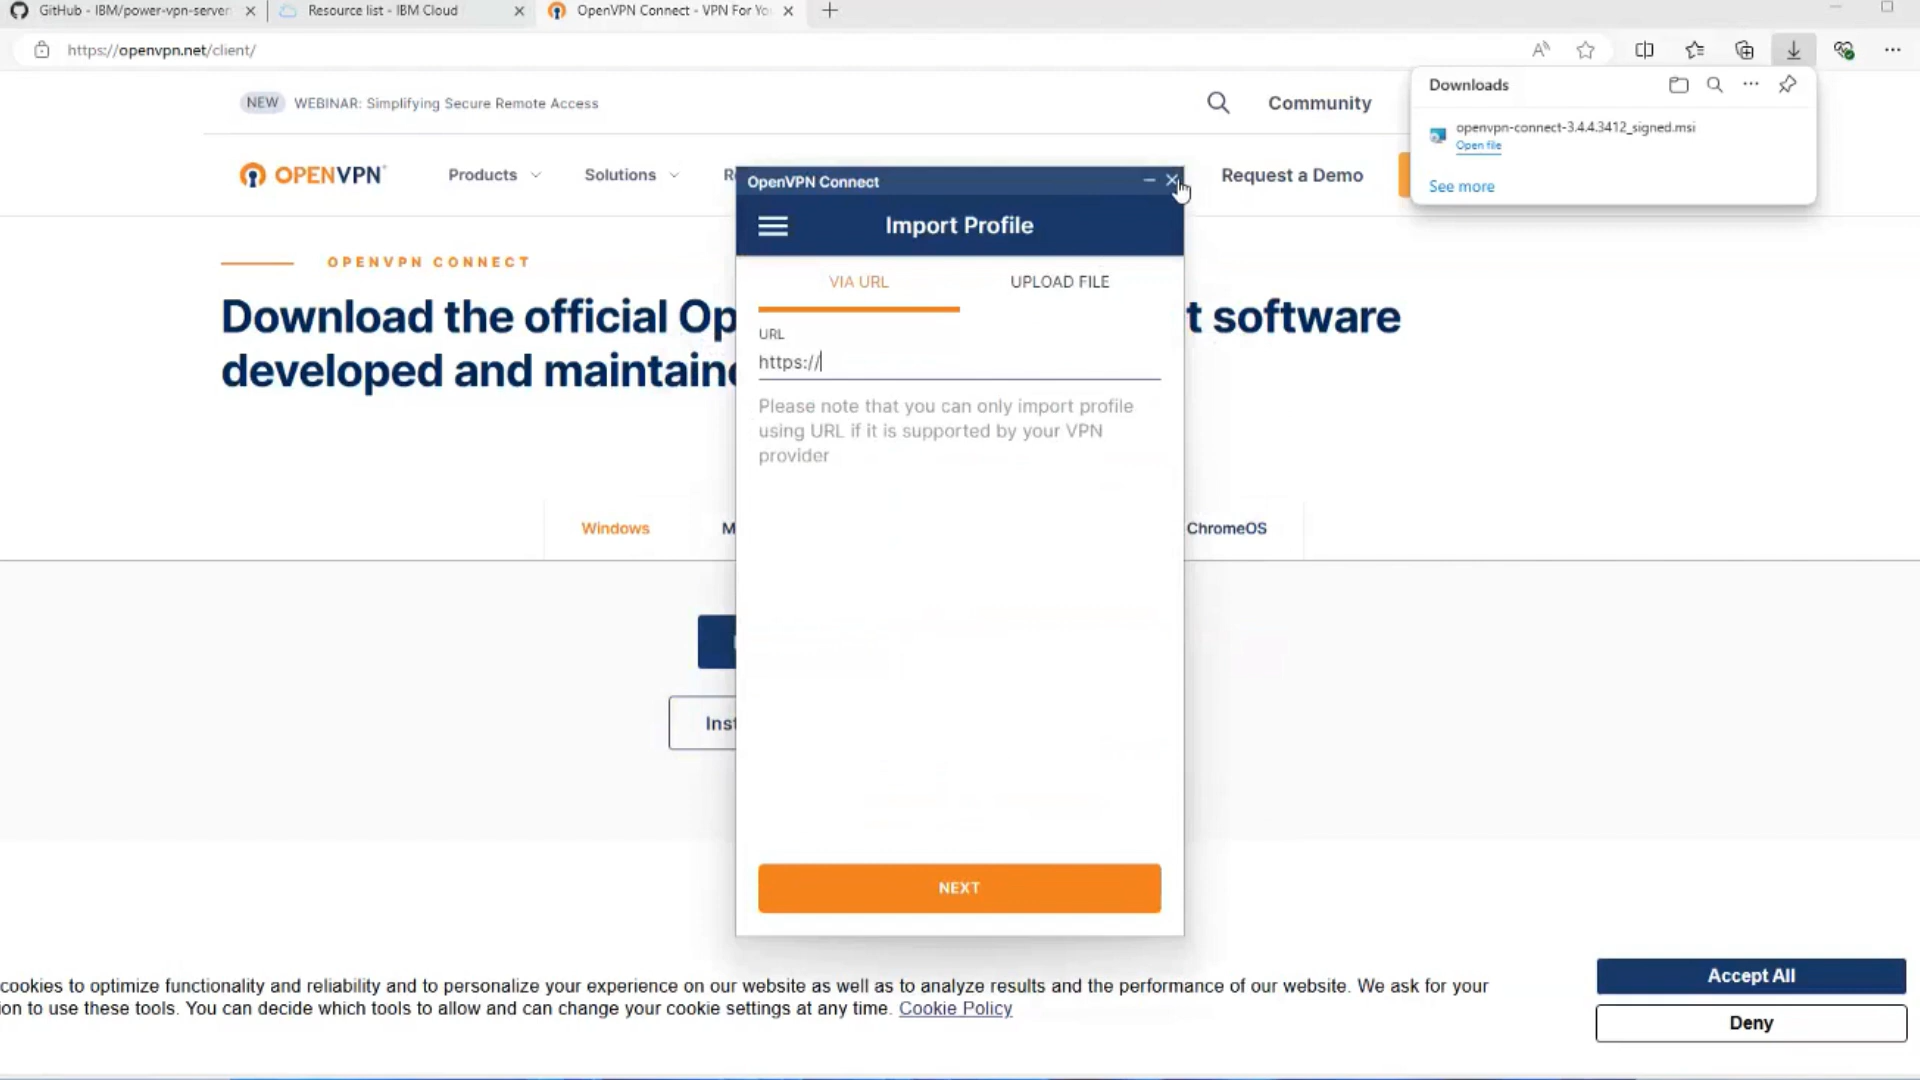 GitHub - IBM/power-vpn-server
Resource list - IBM Cloud
OpenVPN Connect - VPN For Yo
https://openvpn.net/client/
Downloads
openvpn-connect-3.4.4.3412_signed.msi
Open file
See more
NEW WEBINAR: Simplifying Secure Remote Access
Community
OPENVPN
Products
Solutions
R
Request a Demo
OPENVPN CONNECT
Download the official Op
t software
developed and maintaine
Windows
M
ChromeOS
Inst
OpenVPN Connect
Import Profile
VIA URL
UPLOAD FILE
URL
https://
Please note that you can only import profile
using URL if it is supported by your VPN
provider
NEXT
cookies to optimize functionality and reliability and to personalize your experience on our website as well as to analyze results and the performance of our website. We ask for your
on to use these tools. You can decide which tools to allow and can change your cookie settings at any time. Cookie Policy
Accept All
Deny